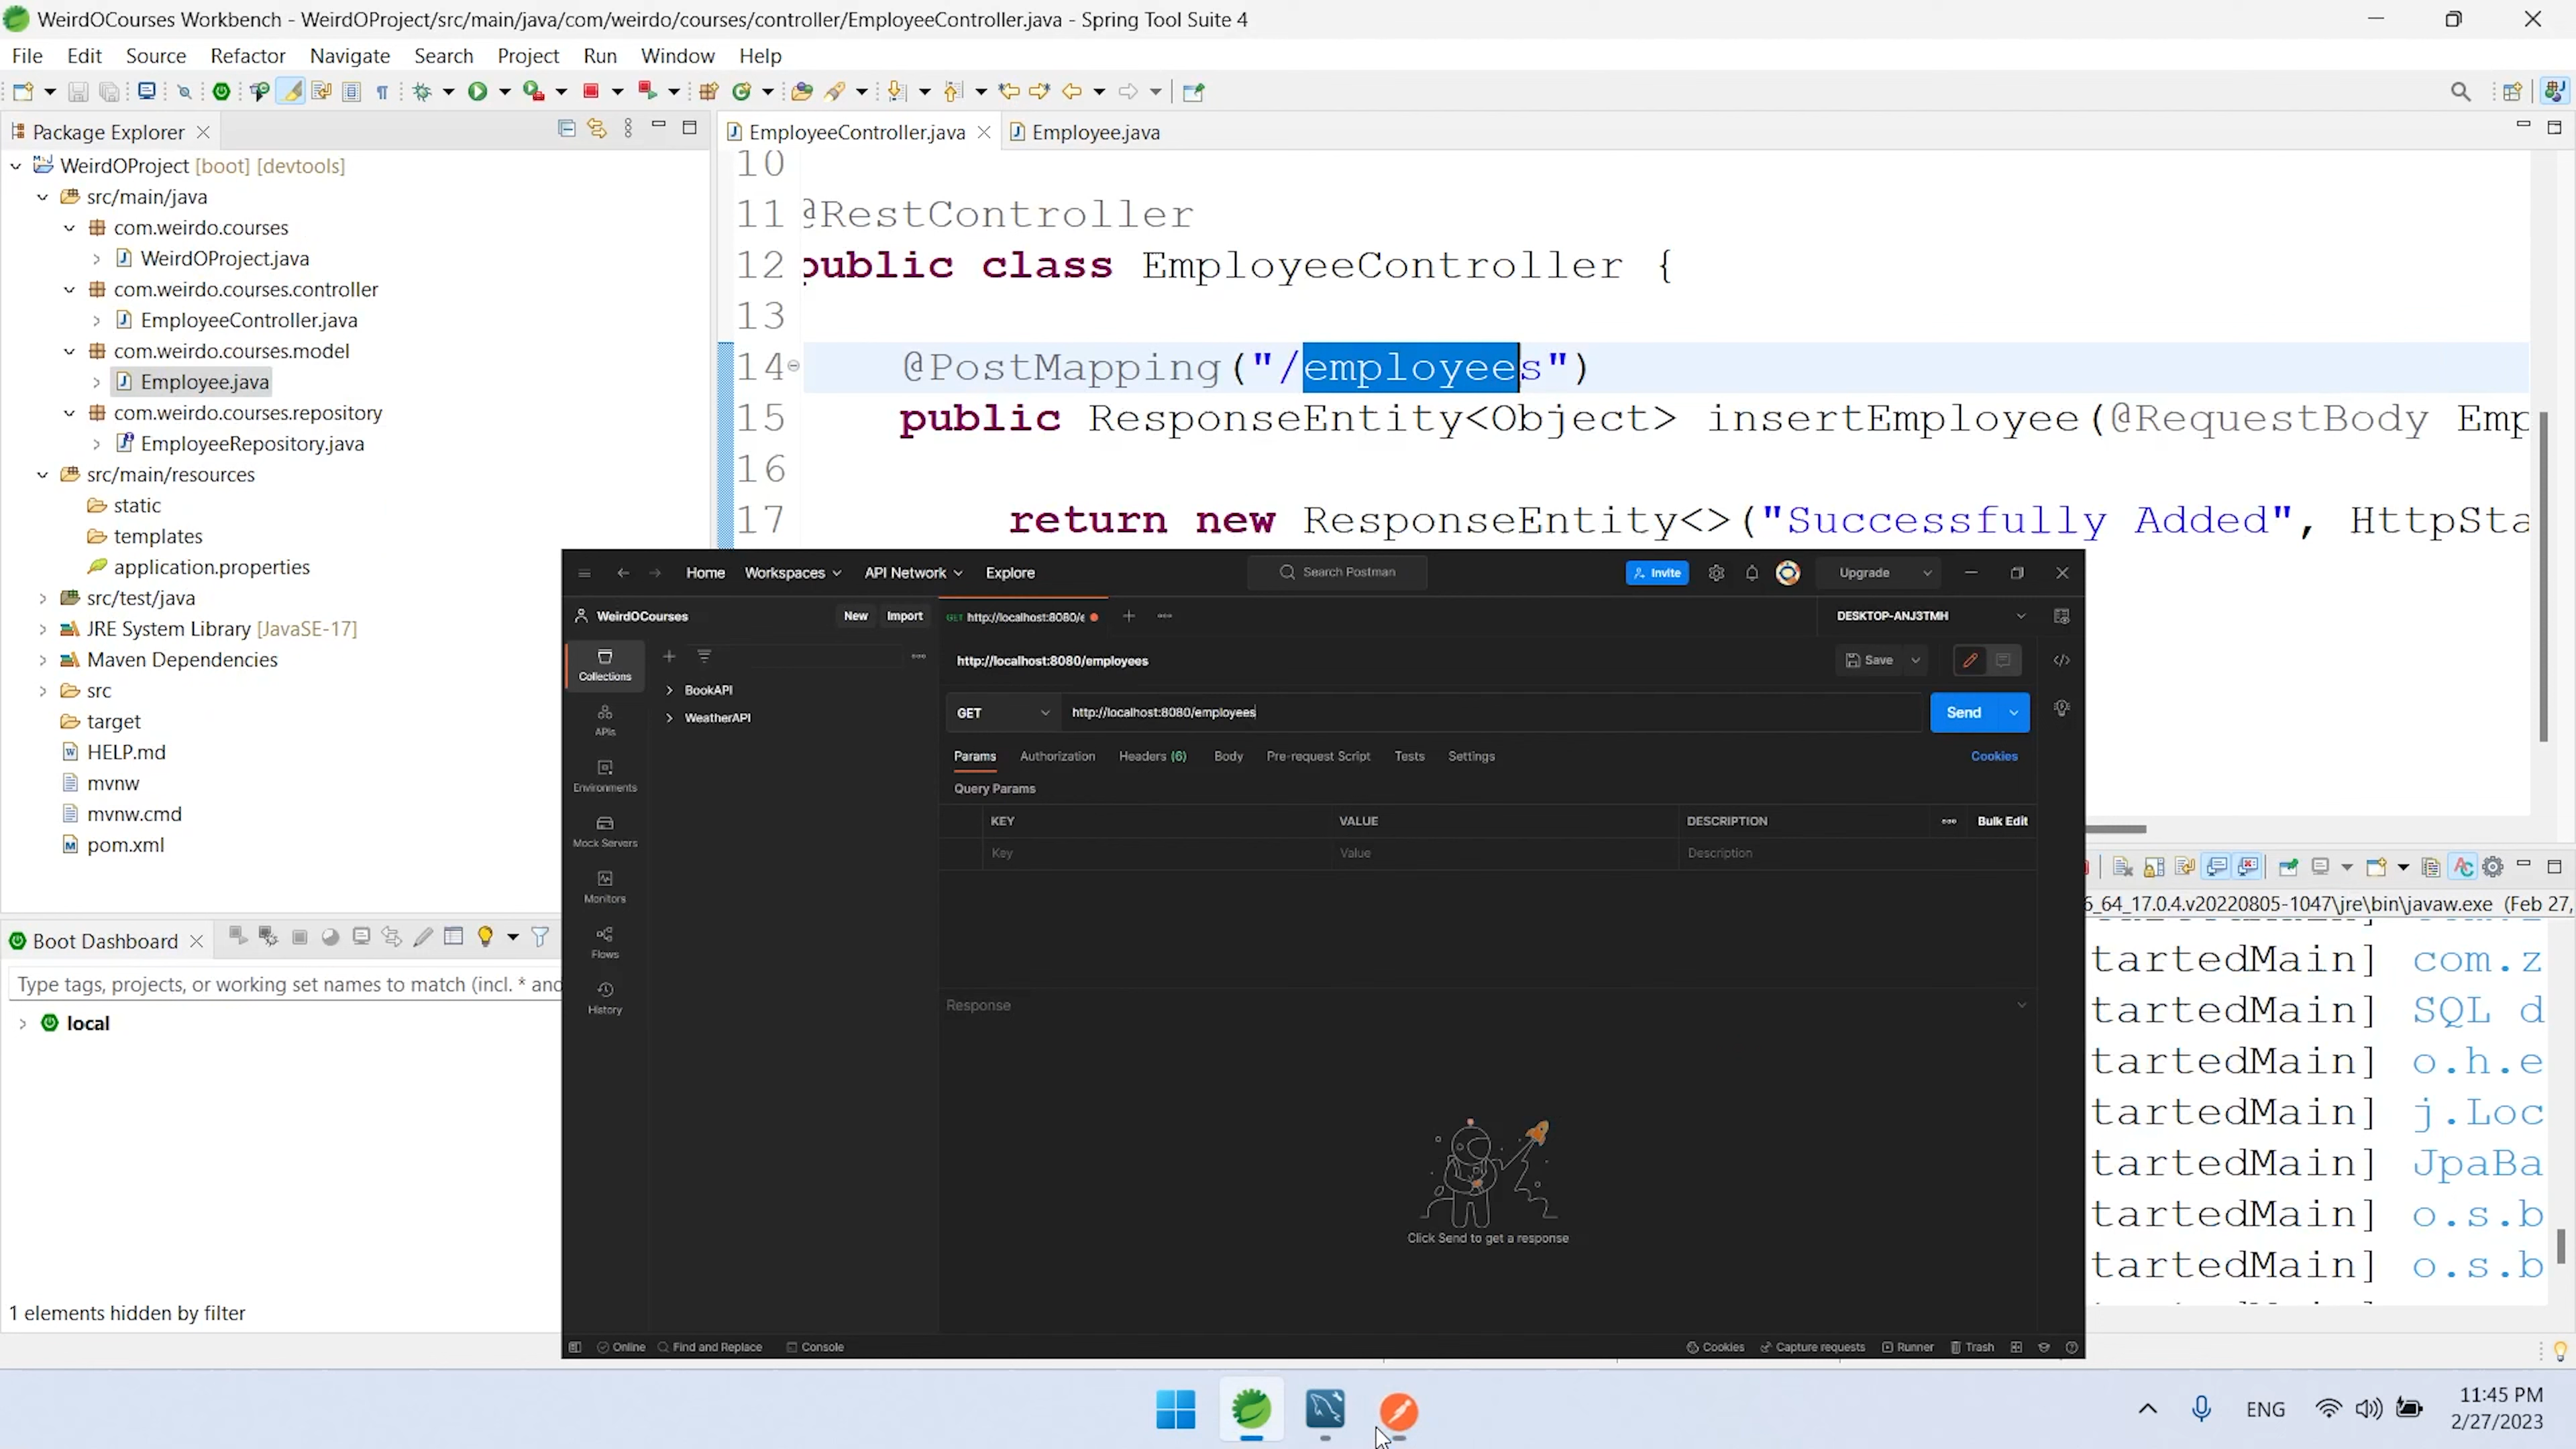 WeirdOCourses Workbench - WeirdOProject/src/main/java/com/weirdo/courses/controller/EmployeeController.java - Spring Tool Suite 4
File Edit Source Refactor Navigate Search Project Run Window Help
Package Explorer
WeirdOProject [boot] [devtools]
src/main/java
com.weirdo.courses
WeirdOProject.java
com.weirdo.courses.controller
EmployeeController.java
com.weirdo.courses.model
Employee.java
com.weirdo.courses.repository
EmployeeRepository.java
src/main/resources
static
templates
application.properties
src/test/java
JRE System Library [JavaSE-17]
Maven Dependencies
src
target
HELP.md
mvnw
mvnw.cmd
pom.xml
Boot Dashboard
Type tags, projects, or working set names to match (incl. * and
local
1 elements hidden by filter
EmployeeController.java Employee.java
10
11 @RestController
12 public class EmployeeController {
13
14 @PostMapping("/employees")
15 public ResponseEntity<Object> insertEmployee(@RequestBody Emp
16
17 return new ResponseEntity<>("Successfully Added", HttpSta
Home Workspaces API Network Explore Search Postman Invite Upgrade
WeirdOCourses New Import GET http://localhost:8080/e DESKTOP-ANJ3TMH
Collections
APIs
Environments
Mock Servers
Monitors
Flows
History
BookAPI
WeatherAPI
http://localhost:8080/employees Save
GET http://localhost:8080/employees Send
Params Authorization Headers (6) Body Pre-request Script Tests Settings Cookies
Query Params
KEY VALUE DESCRIPTION Bulk Edit
Key Value Description
Response
Click Send to get a response
Online Find and Replace Console Cookies Capture requests Runner Trash
6_64_17.0.4.v20220805-1047\jre\bin\javaw.exe (Feb 27,
tartedMain] com.z
tartedMain] SQL d
tartedMain] o.h.e
tartedMain] j.Loc
tartedMain] JpaBa
tartedMain] o.s.b
tartedMain] o.s.b
ENG
11:45 PM
2/27/2023